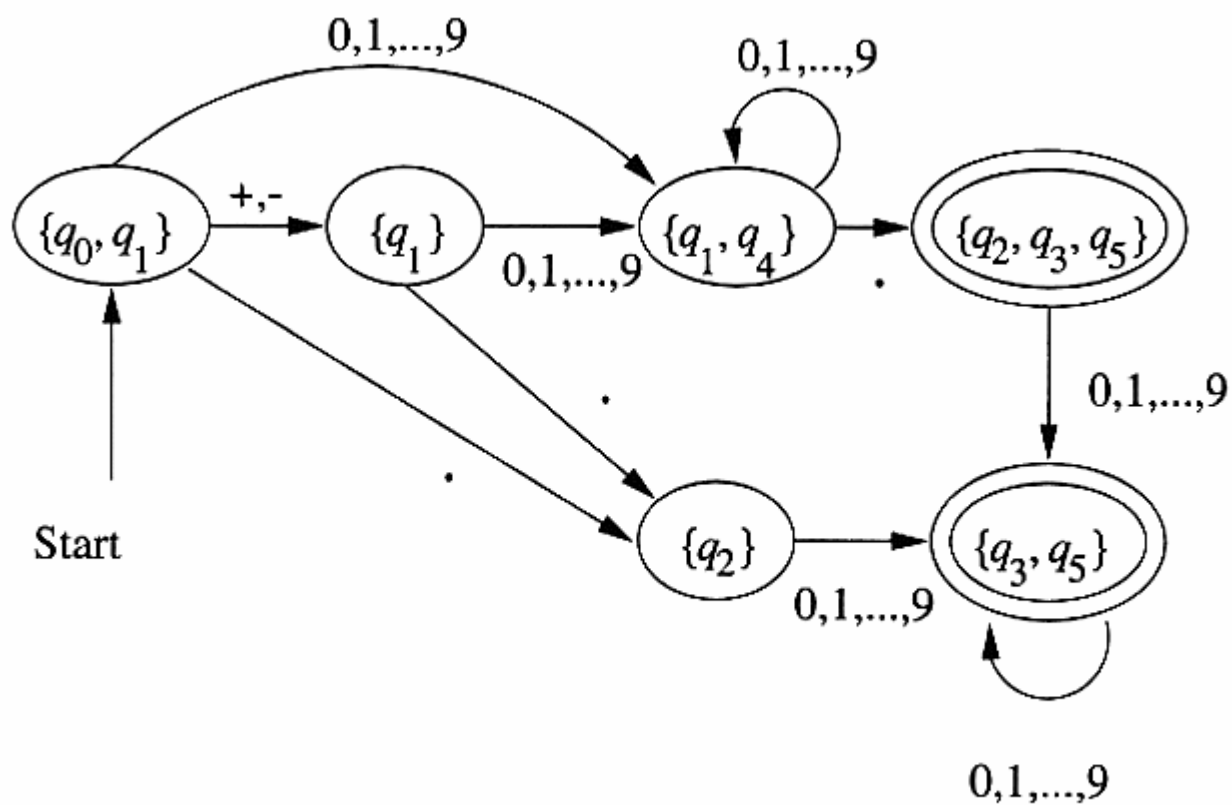 0,1,...,9
0,1,...,9
{q0, q1}
+,-
{q1}
0,1,...,9
{q1, q4}
.
{q2, q3, q5}
0,1,...,9
.
.
Start
{q2}
0,1,...,9
{q3, q5}
0,1,...,9